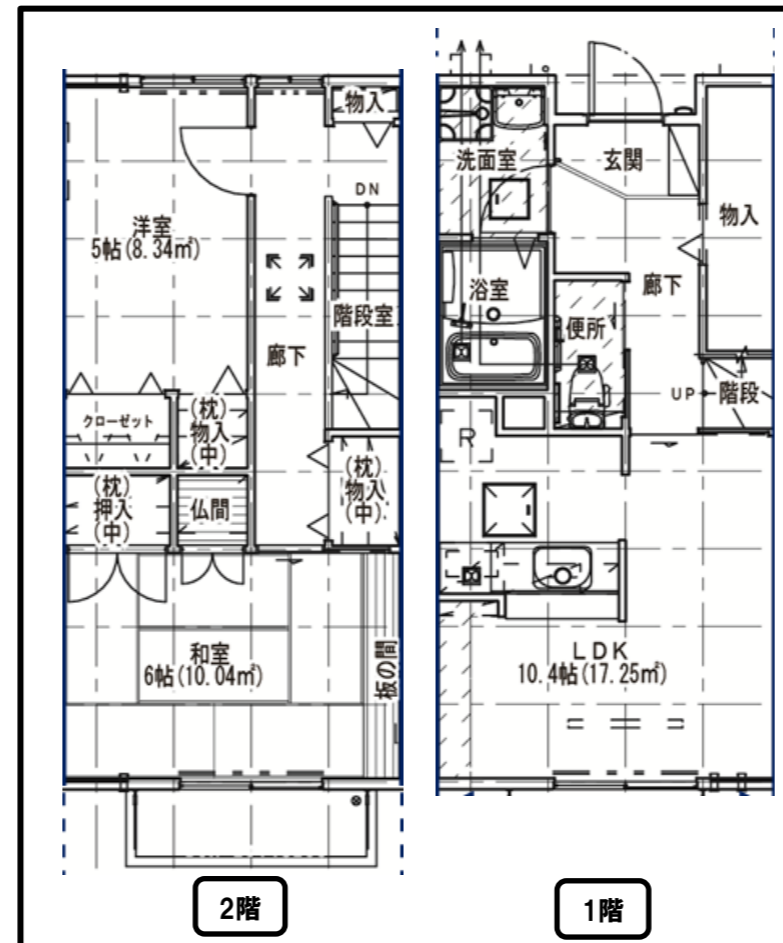 物入
DN
洋室
5帖(8.34㎡)
階段室
廊下
クローゼット
(枕)
物入
(中)
(枕)
物入
(中)
(枕)
押入
(中)
仏間
和室
6帖(10.04㎡)
板の間
2階
洗面室
玄関
物入
浴室
廊下
便所
UP
階段
R
LDK
10.4帖(17.25㎡)
1階